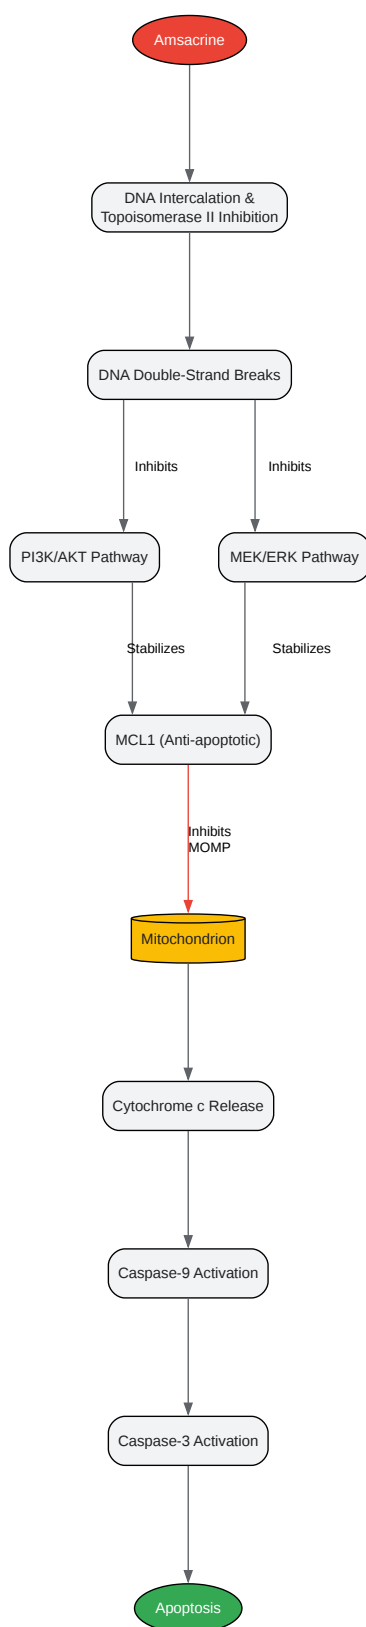 Amsacrine
DNA Intercalation &
Topoisomerase II Inhibition
DNA Double-Strand Breaks
Inhibits
Inhibits
PI3K/AKT Pathway
MEK/ERK Pathway
Stabilizes
Stabilizes
MCL1 (Anti-apoptotic)
Inhibits
MOMP
Mitochondrion
Cytochrome c Release
Caspase-9 Activation
Caspase-3 Activation
Apoptosis